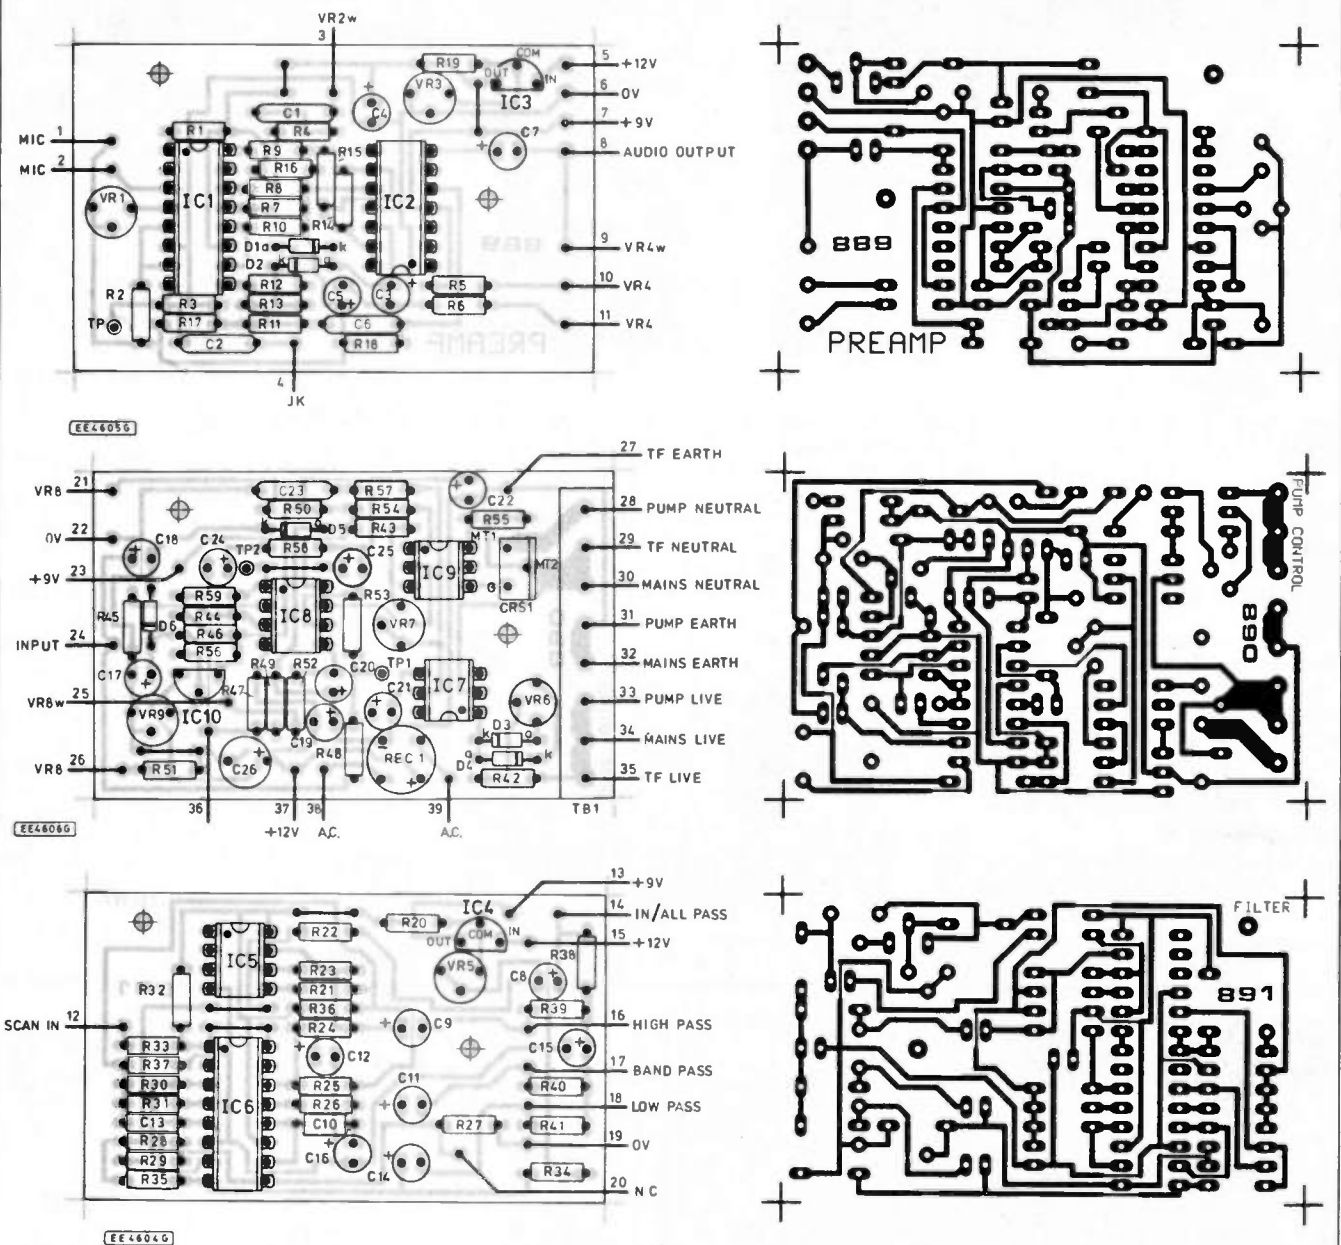 VR2w
3
COM
OUT
IN
R19
VR3
IC3
5 +12V
6 0V
7 +9V
8 AUDIO OUTPUT
MIC 1
MIC 2
C1
C4
C7
R1
R4
R9
R15
R16
VR1
IC1
R8
IC2
R7
R14
R10
D1 a k
D2 k a
9 VR4w
889
R2
R12
C5
C3
R5
10 VR4
R3
R13
R6
TP
R17
R11
C6
11 VR4
C2
R18
PREAMP
4
JK
889
PREAMP
EE4605G
27 TF EARTH
VR8 21
C23
R57
C22
28 PUMP NEUTRAL
R50
R54
R55
0V 22
k a D5
R43
MT1
29 TF NEUTRAL
C18
C24
TP2
R58
C25
IC9
MT2
+9V 23
30 MAINS NEUTRAL
G
CRS1
R59
IC8
R53
R45
D6
R44
VR7
31 PUMP EARTH
INPUT 24
R46
R56
32 MAINS EARTH
C17
R49
R52
C20
TP1
IC7
25
VR8w
R47
C21
VR6
33 PUMP LIVE
VR9
IC10
C19
R48
D3
k a
34 MAINS LIVE
REC 1
a D4 k
VR8 26
R51
C26
R42
35 TF LIVE
36
37
38
39
TB1
+12V
A.C.
A.C.
EE4606G
PUMP CONTROL
890
13 +9V
IC4
14 IN/ALL PASS
R20
COM
OUT
IN
R22
15 +12V
R38
IC5
VR5
C8
R23
R32
R21
R39
R36
16 HIGH PASS
SCAN IN 12
R24
C9
R33
C12
C15
R37
17 BAND PASS
R30
R25
C11
R40
R31
IC6
R26
18 LOW PASS
C13
C10
R27
R41
R28
19 0V
R29
C16
C14
R34
R35
20 NC
EE4604G
FILTER
891